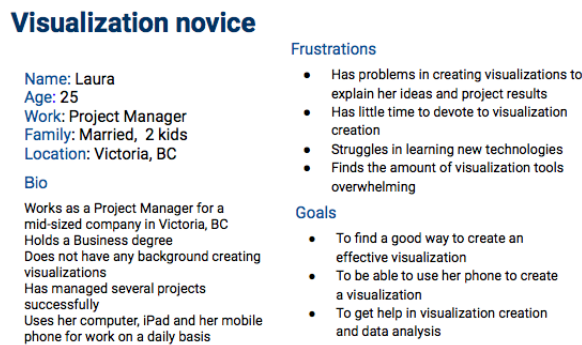 Visualization novice
Name: Laura
Age: 25
Work: Project Manager
Family: Married, 2 kids
Location: Victoria, BC
Bio
Works as a Project Manager for a
mid-sized company in Victoria, BC
Holds a Business degree
Does not have any background creating
visualizations
Has managed several projects
successfully
Uses her computer, iPad and her mobile
phone for work on a daily basis
Frustrations
● Has problems in creating visualizations to
explain her ideas and project results
● Has little time to devote to visualization
creation
● Struggles in learning new technologies
● Finds the amount of visualization tools
overwhelming
Goals
● To find a good way to create an
effective visualization
● To be able to use her phone to create
a visualization
● To get help in visualization creation
and data analysis